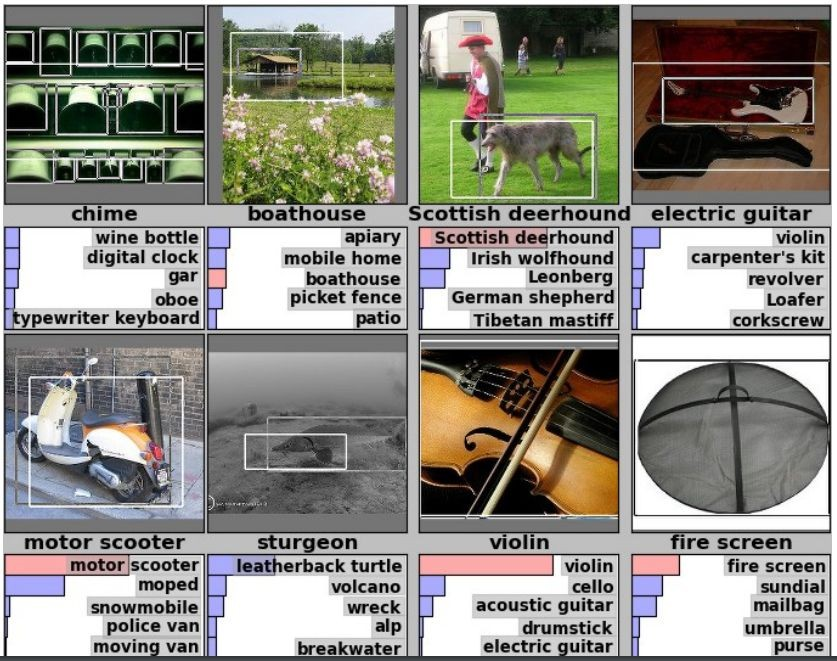 chime
boathouse
Scottish deerhound
electric guitar
wine bottle
digital clock
gar
oboe
typewriter keyboard
apiary
mobile home
boathouse
picket fence
patio
Scottish deerhound
Irish wolfhound
Leonberg
German shepherd
Tibetan mastiff
violin
carpenter's kit
revolver
Loafer
corkscrew
motor scooter
sturgeon
violin
fire screen
motor scooter
moped
snowmobile
police van
moving van
leatherback turtle
volcano
wreck
alp
breakwater
violin
cello
acoustic guitar
drumstick
electric guitar
fire screen
sundial
mailbag
umbrella
purse